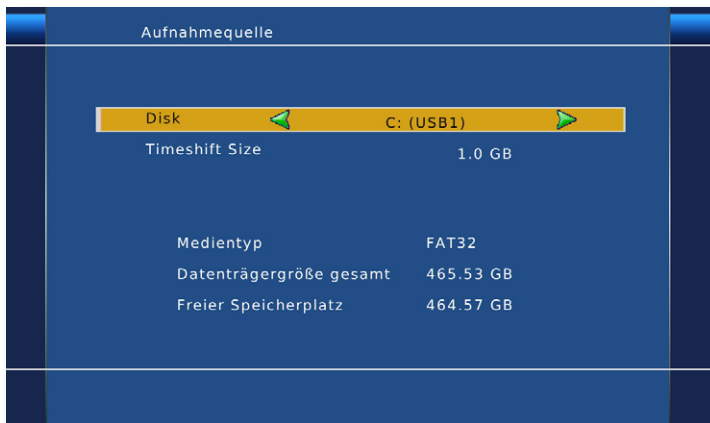 Aufnahmequelle
Disk C: (USB1)
Timeshift Size 1.0 GB
Medientyp FAT32
Datenträgergröße gesamt 465.53 GB
Freier Speicherplatz 464.57 GB